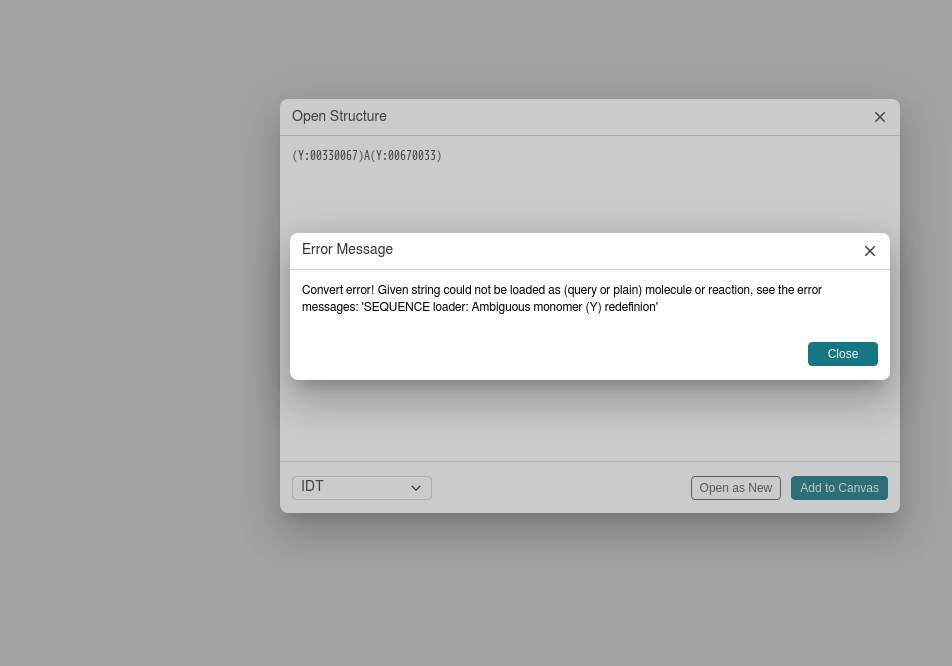 Open Structure
(Y:00330067)A(Y:00670033)
Error Message
Convert error! Given string could not be loaded as (query or plain) molecule or reaction, see the error
messages: 'SEQUENCE loader: Ambiguous monomer (Y) redefinion'
Close
IDT
Open as New
Add to Canvas